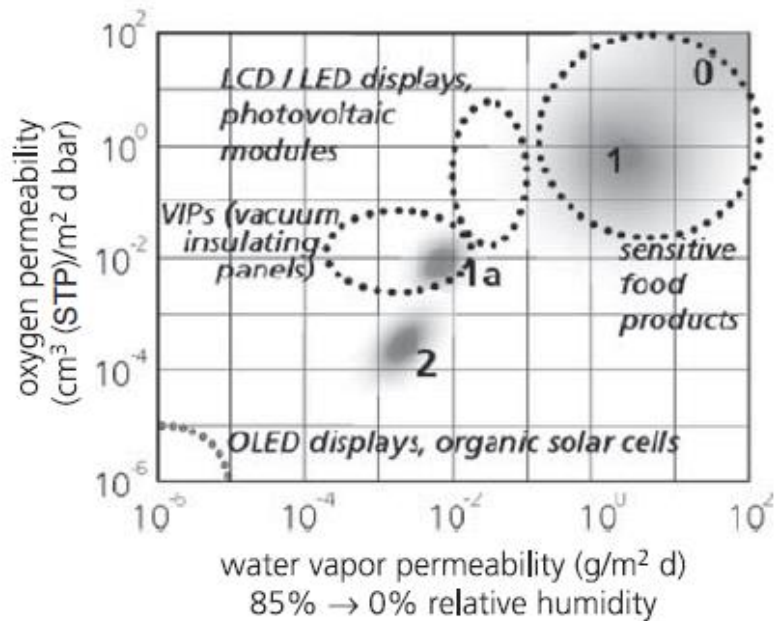 10²
LCD / LED displays,
photovoltaic
modules
0
10⁰
1
VIPs (vacuum
insulating
panels)
10⁻²
1a
sensitive
food
products
10⁻⁴
2
OLED displays, organic solar cells
10⁻⁶
oxygen permeability
cm³ (STP)/m² d bar)
10⁻⁶ 10⁻⁴ 10⁻² 10⁰ 10²
water vapor permeability (g/m² d)
85% → 0% relative humidity